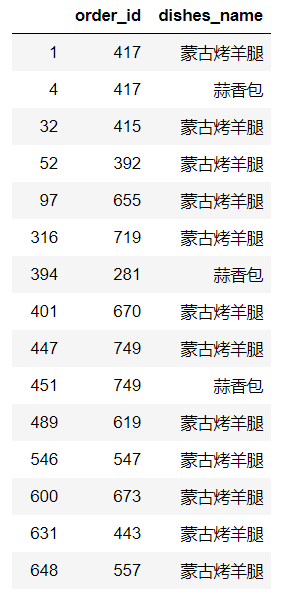 order_id dishes_name
1 417 蒙古烤羊腿
4 417 蒜香包
32 415 蒙古烤羊腿
52 392 蒙古烤羊腿
97 655 蒙古烤羊腿
316 719 蒙古烤羊腿
394 281 蒜香包
401 670 蒙古烤羊腿
447 749 蒙古烤羊腿
451 749 蒜香包
489 619 蒙古烤羊腿
546 547 蒙古烤羊腿
600 673 蒙古烤羊腿
631 443 蒙古烤羊腿
648 557 蒙古烤羊腿